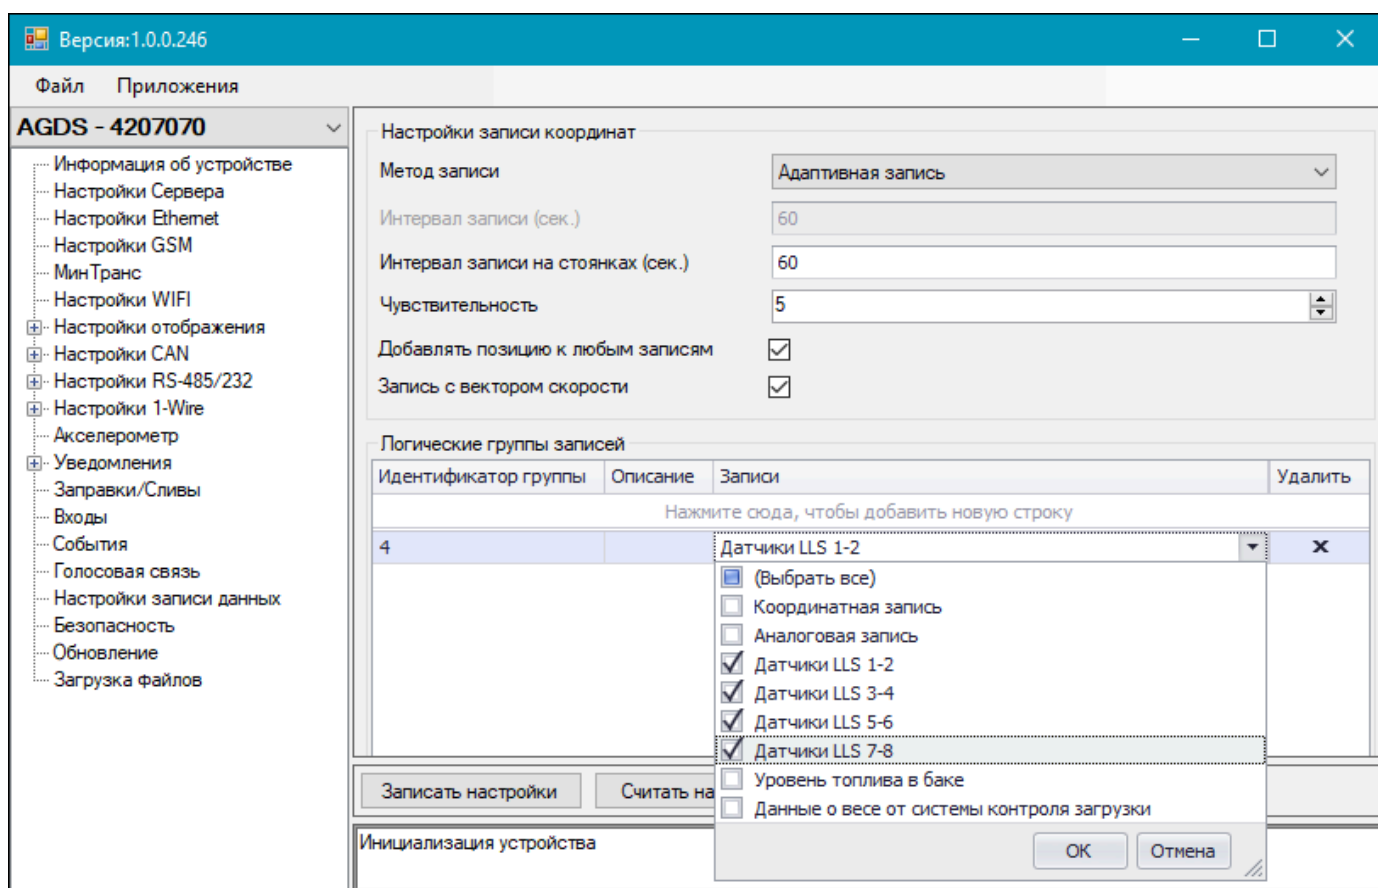 Версия:1.0.0.246
Файл Приложения
AGDS - 4207070
Информация об устройстве
Настройки Сервера
Настройки Ethernet
Настройки GSM
МинТранс
Настройки WIFI
Настройки отображения
Настройки CAN
Настройки RS-485/232
Настройки 1-Wire
Акселерометр
Уведомления
Заправки/Сливы
Входы
События
Голосовая связь
Настройки записи данных
Безопасность
Обновление
Загрузка файлов
Настройки записи координат
Метод записи Адаптивная запись
Интервал записи (сек.) 60
Интервал записи на стоянках (сек.) 60
Чувствительность 5
Добавлять позицию к любым записям
Запись с вектором скорости
Логические группы записей
Идентификатор группы Описание Записи Удалить
Нажмите сюда, чтобы добавить новую строку
4 Датчики LLS 1-2 x
(Выбрать все)
Координатная запись
Аналоговая запись
Датчики LLS 1-2
Датчики LLS 3-4
Датчики LLS 5-6
Датчики LLS 7-8
Уровень топлива в баке
Данные о весе от системы контроля загрузки
OK Отмена
Записать настройки Считать на
Инициализация устройства